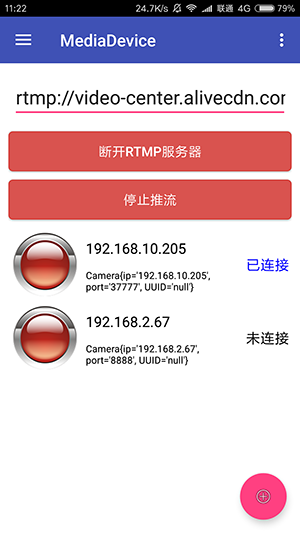 11:22 24.7K/s 联通 4G 79%
MediaDevice
rtmp://video-center.alivecdn.con
断开RTMP服务器
停止推流
192.168.10.205
Camera{ip='192.168.10.205',
port='37777', UUID='null'}
已连接
192.168.2.67
Camera{ip='192.168.2.67',
port='8888', UUID='null'}
未连接